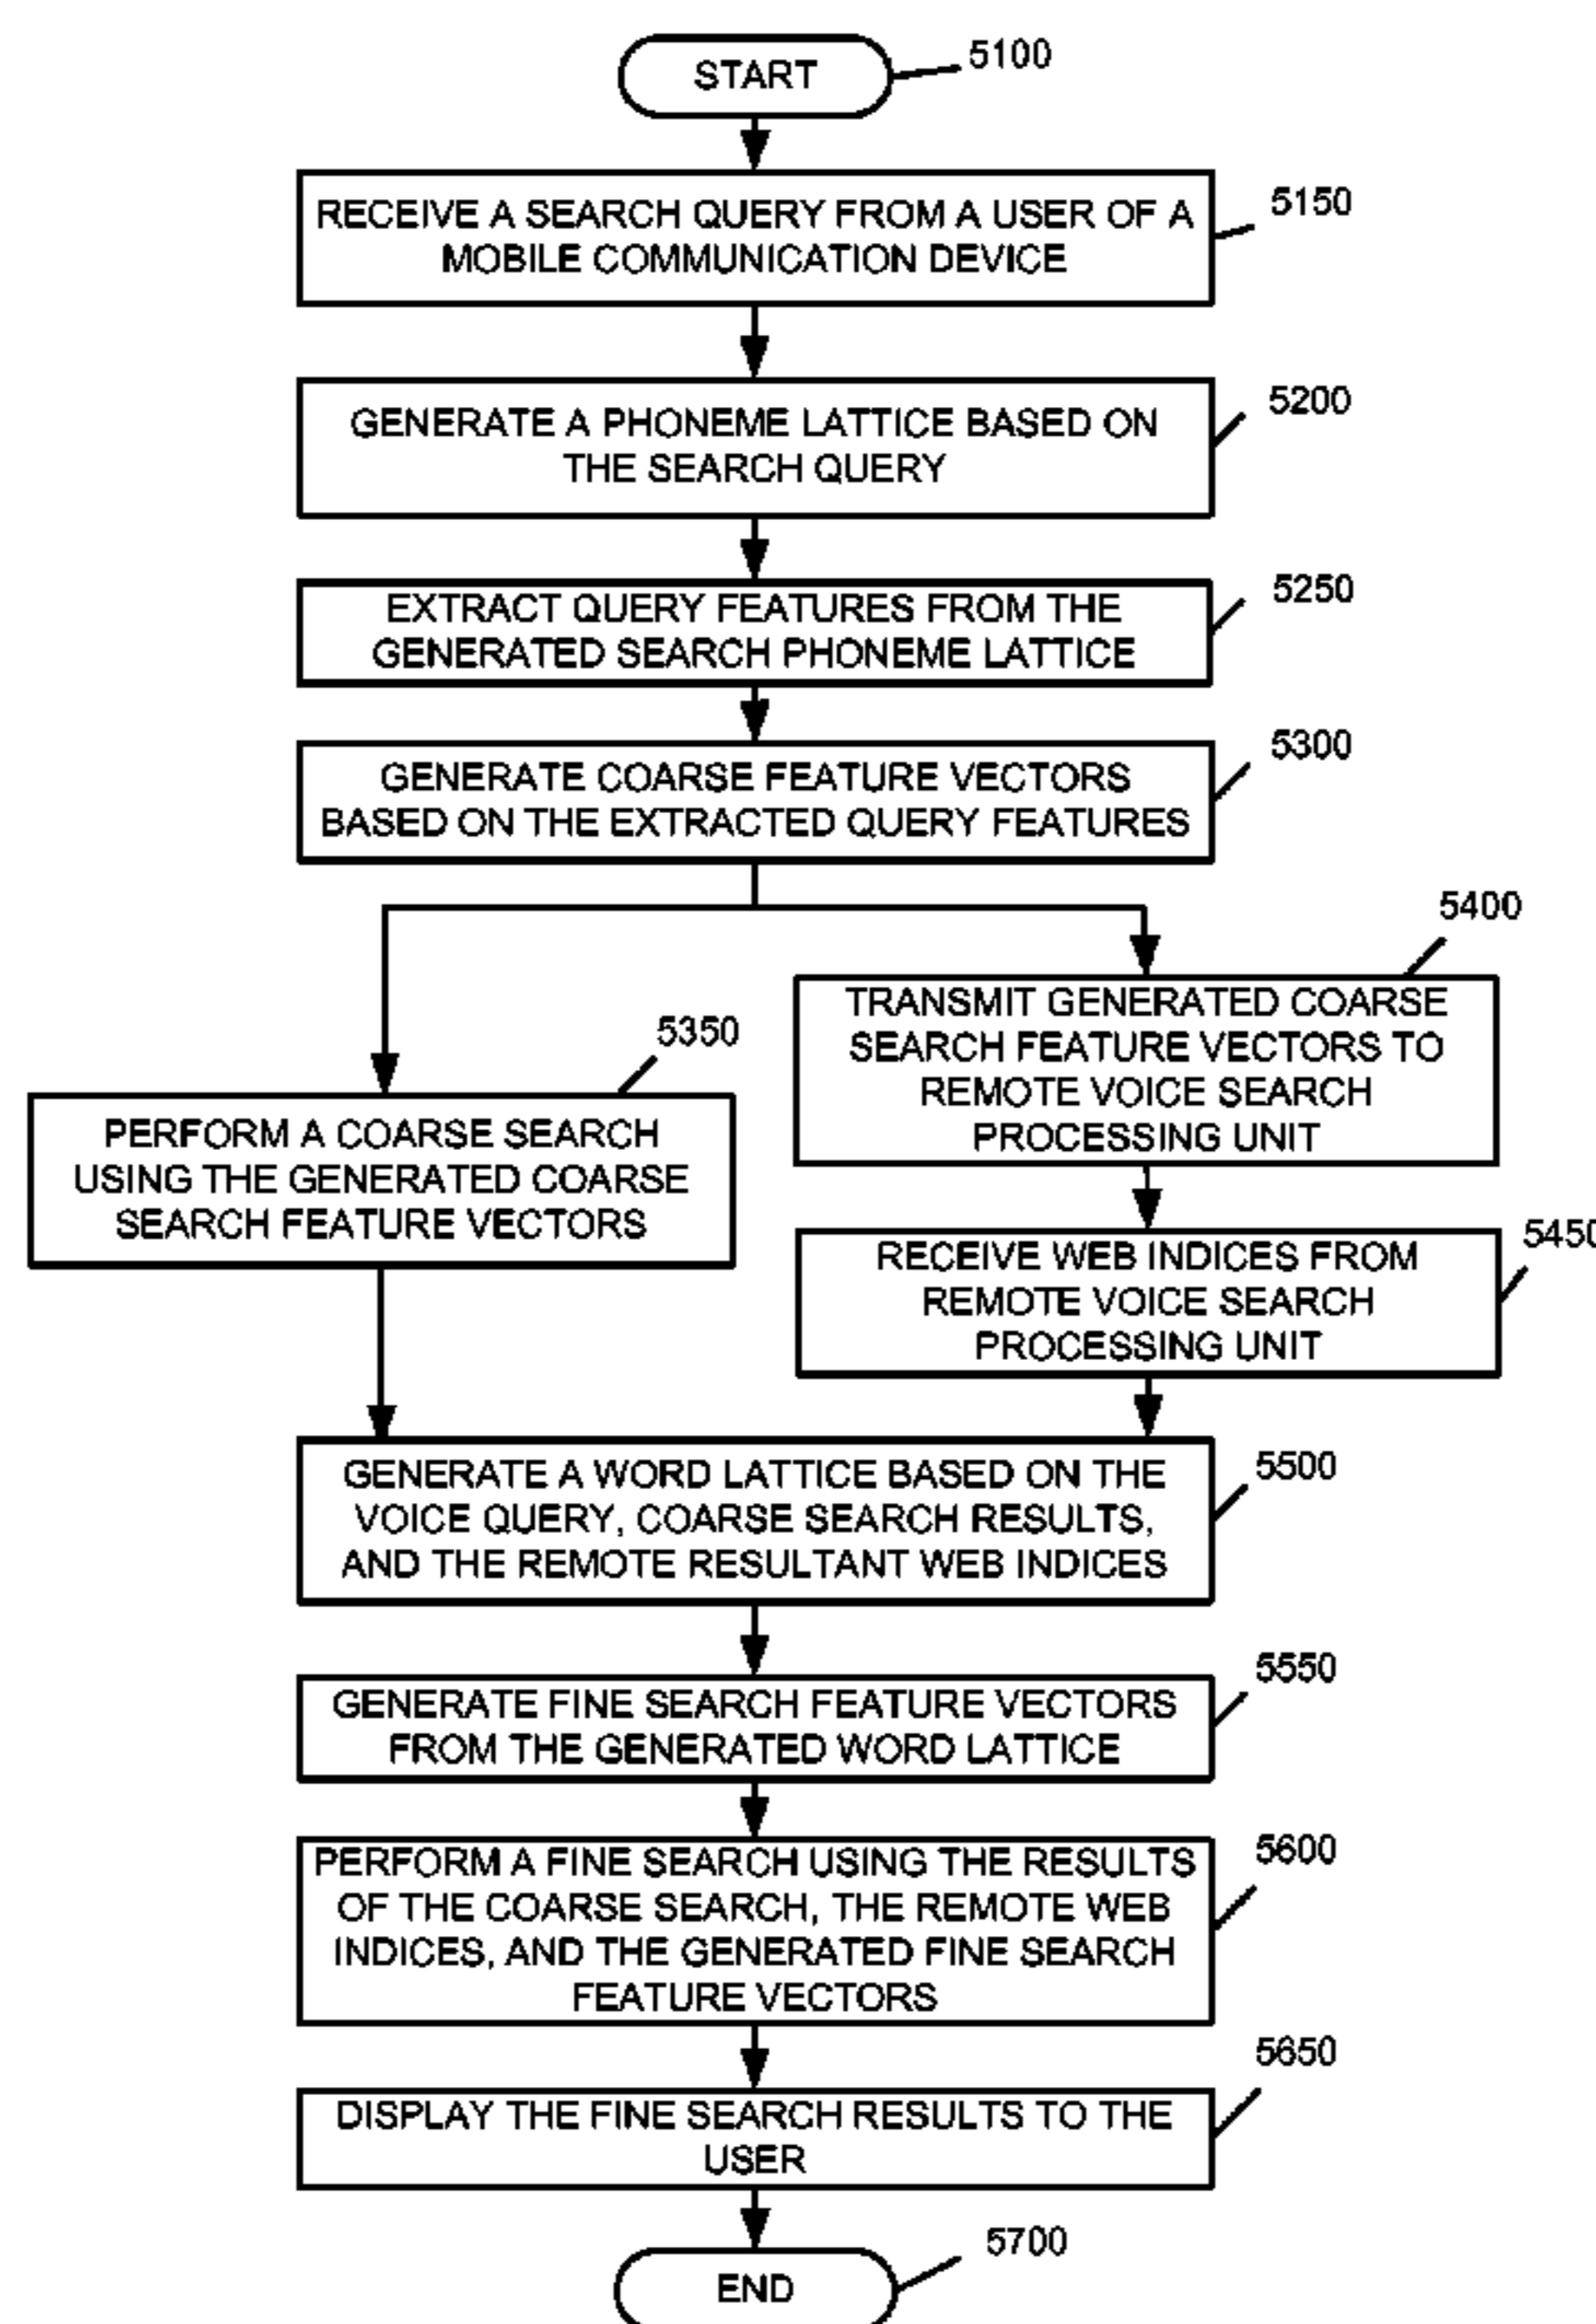 START
5100
RECEIVE A SEARCH QUERY FROM A USER OF A
MOBILE COMMUNICATION DEVICE
5150
GENERATE A PHONEME LATTICE BASED ON
THE SEARCH QUERY
5200
EXTRACT QUERY FEATURES FROM THE
GENERATED SEARCH PHONEME LATTICE
5250
GENERATE COARSE FEATURE VECTORS
BASED ON THE EXTRACTED QUERY FEATURES
5300
5350
PERFORM A COARSE SEARCH
USING THE GENERATED COARSE
SEARCH FEATURE VECTORS
5400
TRANSMIT GENERATED COARSE
SEARCH FEATURE VECTORS TO
REMOTE VOICE SEARCH
PROCESSING UNIT
5450
RECEIVE WEB INDICES FROM
REMOTE VOICE SEARCH
PROCESSING UNIT
GENERATE A WORD LATTICE BASED ON THE
VOICE QUERY, COARSE SEARCH RESULTS,
AND THE REMOTE RESULTANT WEB INDICES
5500
GENERATE FINE SEARCH FEATURE VECTORS
FROM THE GENERATED WORD LATTICE
5550
PERFORM A FINE SEARCH USING THE RESULTS
OF THE COARSE SEARCH, THE REMOTE WEB
INDICES, AND THE GENERATED FINE SEARCH
FEATURE VECTORS
5600
DISPLAY THE FINE SEARCH RESULTS TO THE
USER
5650
END
5700